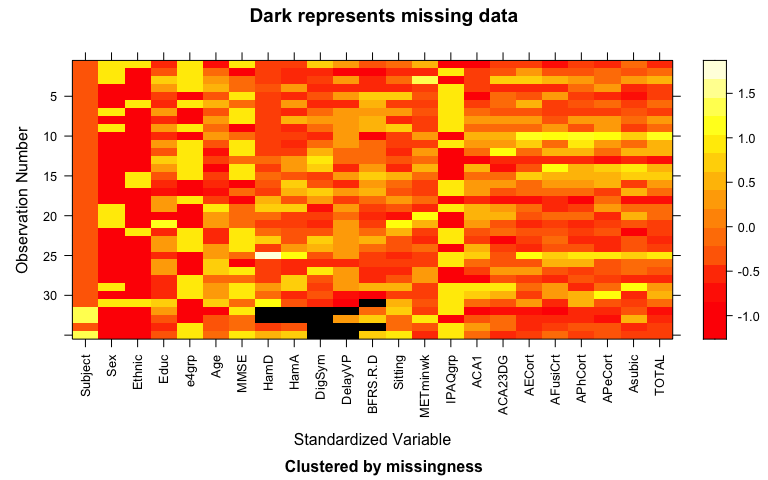 Dark represents missing data
Observation Number
5
10
15
20
25
30
1.5
1.0
0.5
0.0
-0.5
-1.0
Subject
Sex
Ethnic
Educ
e4grp
Age
MMSE
HamD
HamA
DigSym
DelayVP
BFRS.R.D
Sitting
METminwk
IPAQgrp
ACA1
ACA23DG
AECort
AFusiCrt
APhCort
APeCort
Asubic
TOTAL
Standardized Variable
Clustered by missingness